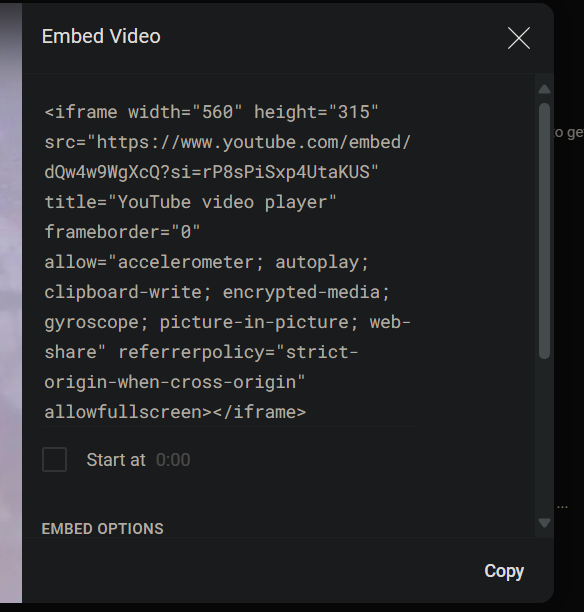 Embed Video
<iframe width="560" height="315"
src="https://www.youtube.com/embed/
dQw4w9WgXcQ?si=rP8sPiSxp4UtaKUS"
title="YouTube video player"
frameborder="0"
allow="accelerometer; autoplay;
clipboard-write; encrypted-media;
gyroscope; picture-in-picture; web-
share" referrerpolicy="strict-
origin-when-cross-origin"
allowfullscreen></iframe>
Start at 0:00
EMBED OPTIONS
Copy